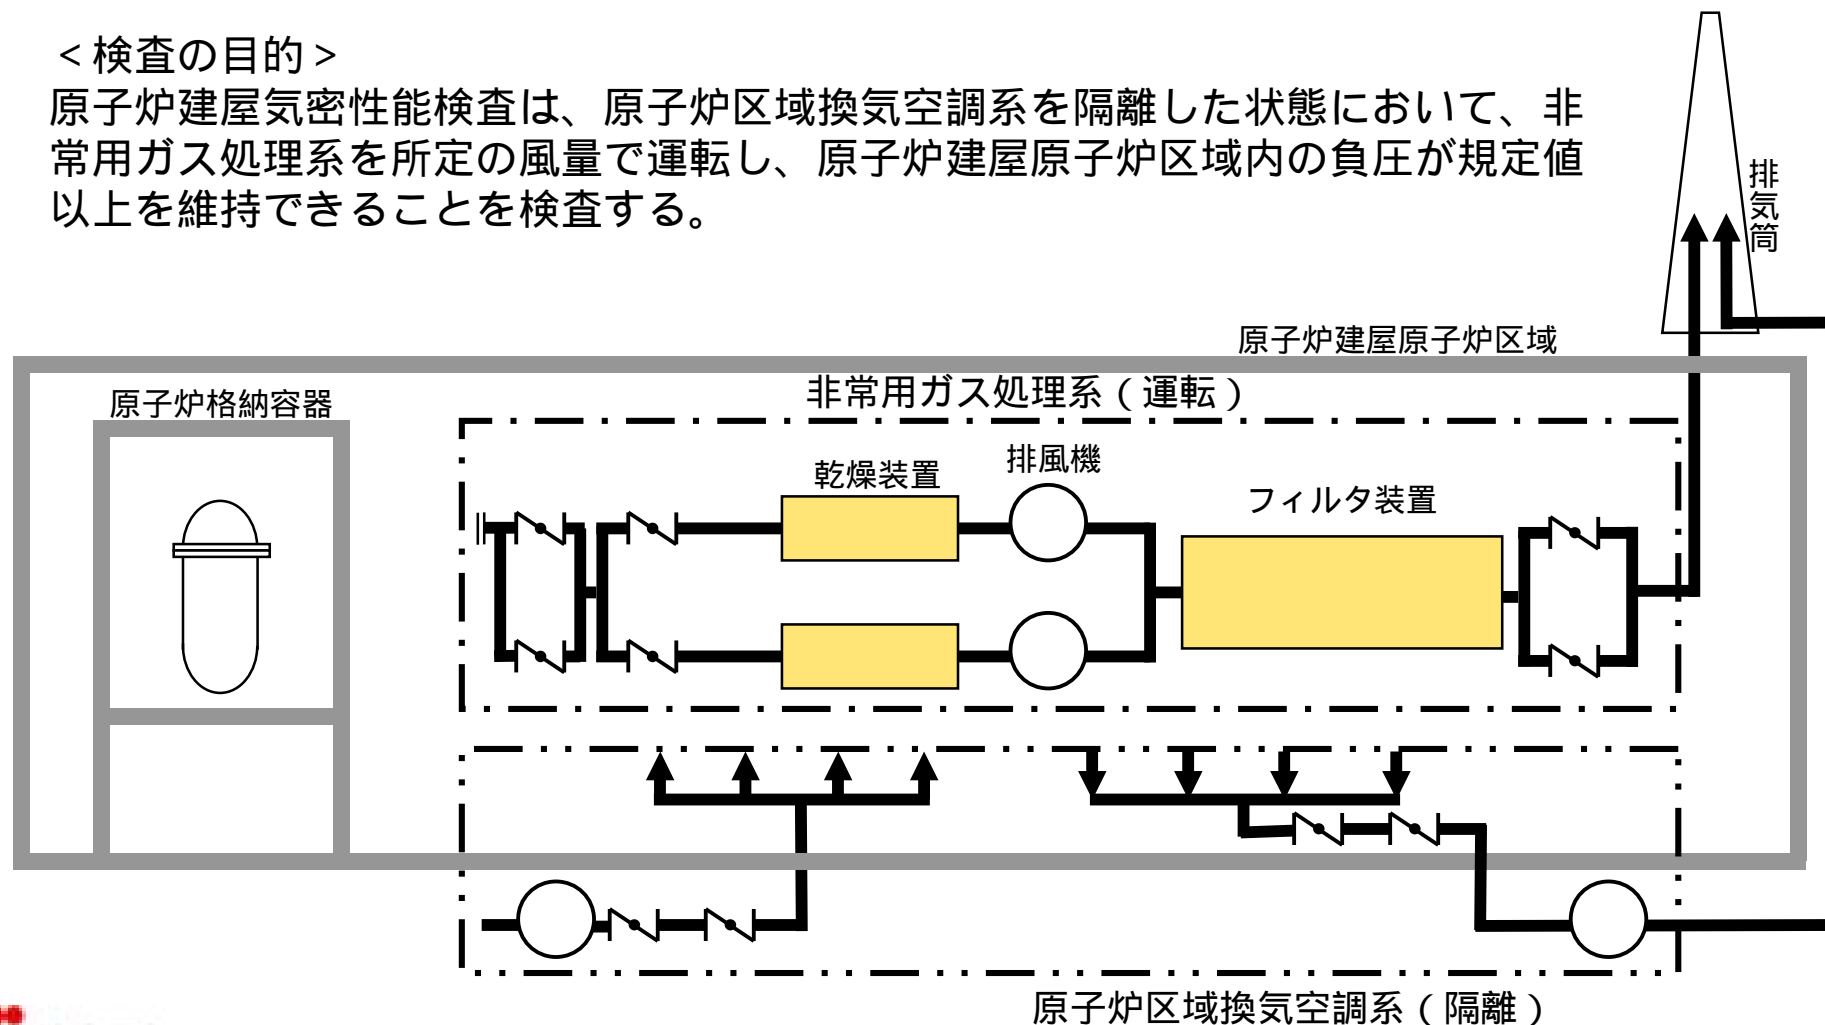 ＜検査の目的＞
原子炉建屋気密性能検査は、原子炉区域換気空調系を隔離した状態において、非
常用ガス処理系を所定の風量で運転し、原子炉建屋原子炉区域内の負圧が規定値
以上を維持できることを検査する。
排気筒
原子炉建屋原子炉区域
非常用ガス処理系（運転）
原子炉格納容器
乾燥装置
排風機
フィルタ装置
原子炉区域換気空調系（隔離）